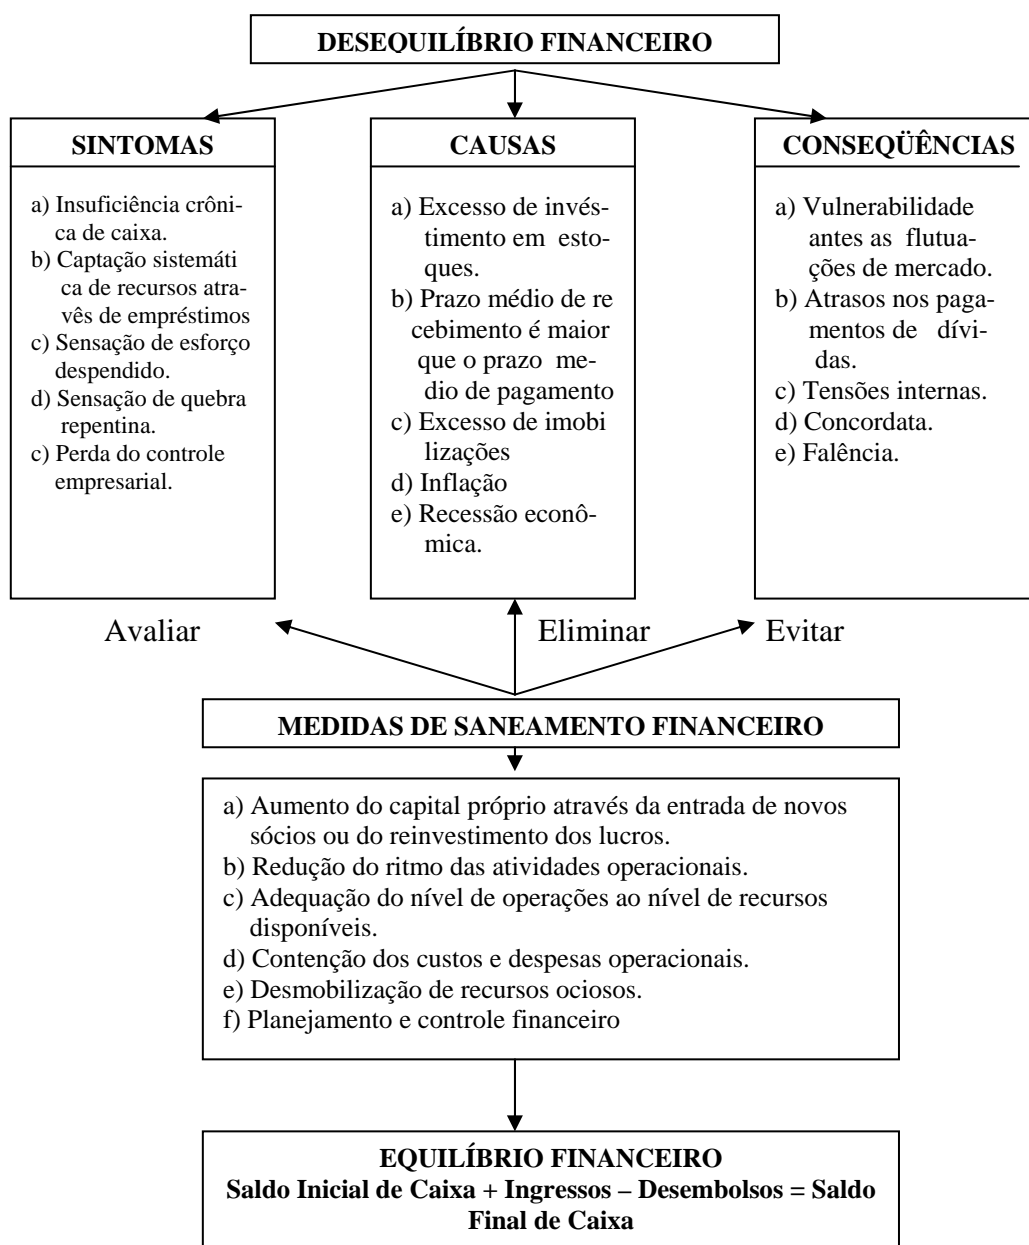 DESEQUILÍBRIO FINANCEIRO
SINTOMAS
a) Insuficiência crôni-
ca de caixa.
b) Captação sistemáti
ca de recursos atra-
vês de empréstimos
c) Sensação de esforço
despendido.
d) Sensação de quebra
repentina.
c) Perda do controle
empresarial.
CAUSAS
a) Excesso de invés-
timento em esto-
ques.
b) Prazo médio de re
cebimento é maior
que o prazo me-
dio de pagamento
c) Excesso de imobi
lizações
d) Inflação
e) Recessão econô-
mica.
CONSEQÜÊNCIAS
a) Vulnerabilidade
antes as flutua-
ções de mercado.
b) Atrasos nos paga-
mentos de dívi-
das.
c) Tensões internas.
d) Concordata.
e) Falência.
Avaliar
Eliminar
Evitar
MEDIDAS DE SANEAMENTO FINANCEIRO
a) Aumento do capital próprio através da entrada de novos
sócios ou do reinvestimento dos lucros.
b) Redução do ritmo das atividades operacionais.
c) Adequação do nível de operações ao nível de recursos
disponíveis.
d) Contenção dos custos e despesas operacionais.
e) Desmobilização de recursos ociosos.
f) Planejamento e controle financeiro
EQUILÍBRIO FINANCEIRO
Saldo Inicial de Caixa + Ingressos – Desembolsos = Saldo
Final de Caixa